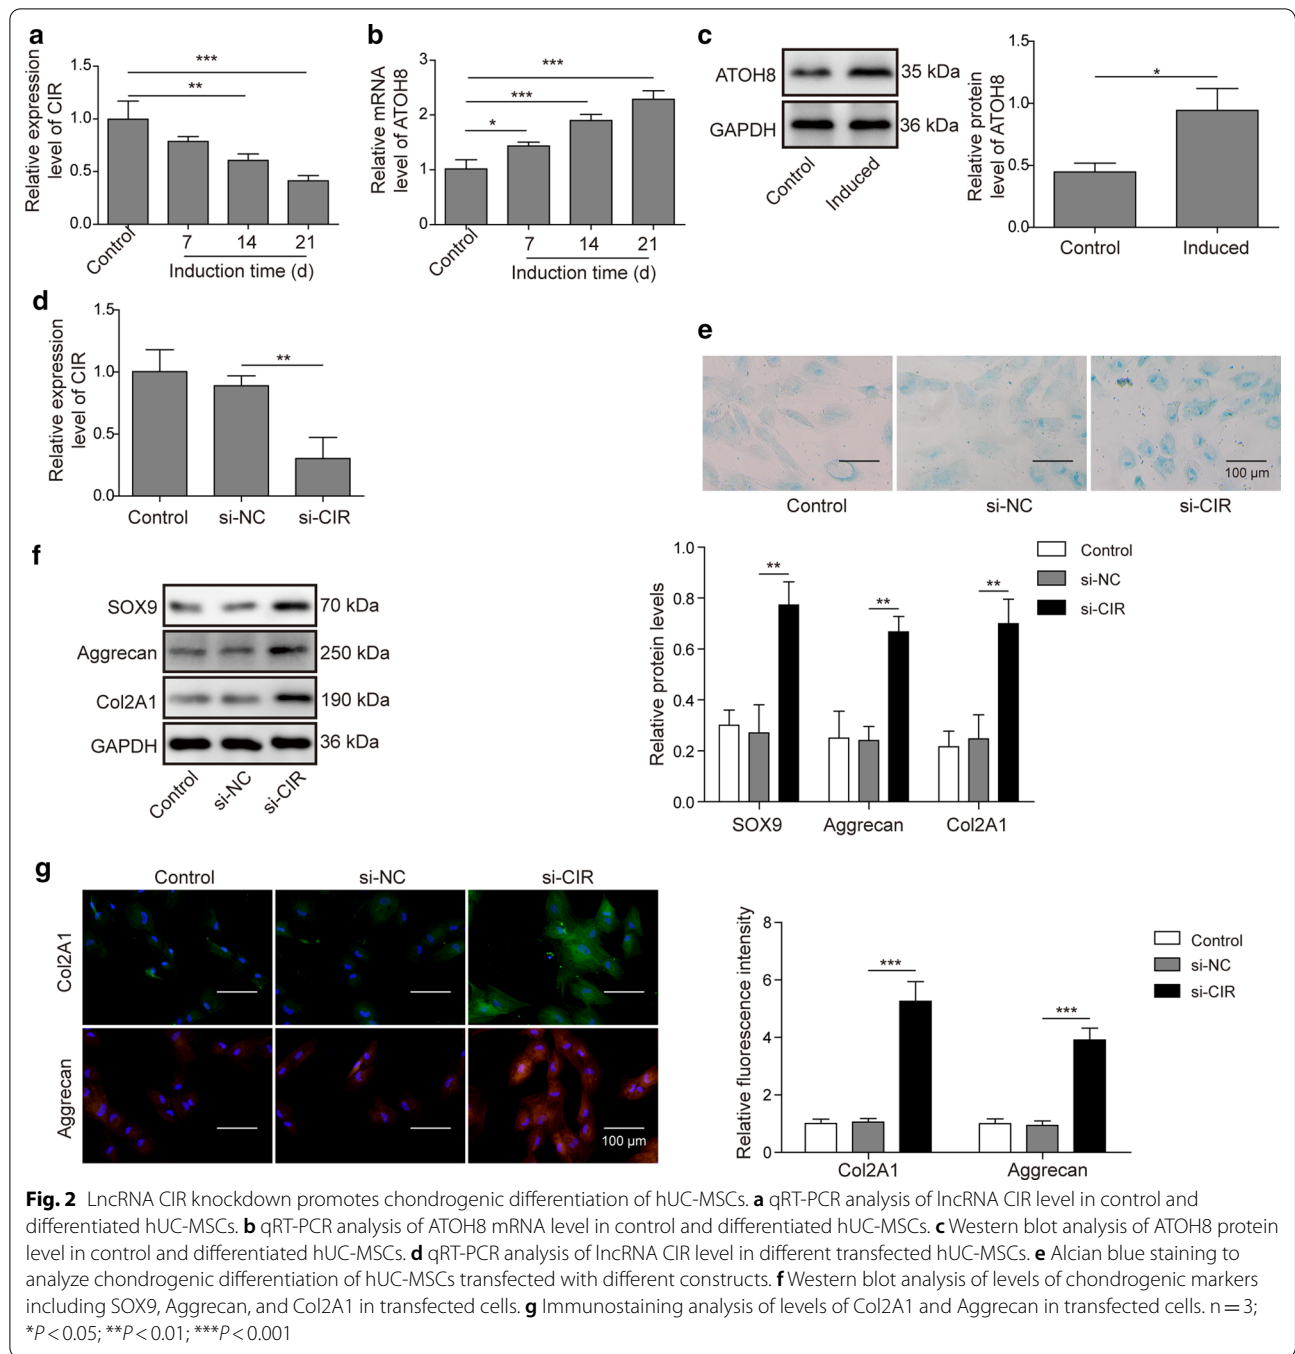 a
Relative expression
level of CIR
1.5
1.0
0.5
0.0
***
**
Control
7 14 21
Induction time (d)
b
Relative mRNA
level of ATOH8
3
2
1
0
***
***
*
Control
7 14 21
Induction time (d)
c
ATOH8
35 kDa
GAPDH
36 kDa
Control
Induced
Relative protein
level of ATOH8
1.5
1.0
0.5
0.0
*
Control Induced
d
Relative expression
level of CIR
1.5
1.0
0.5
0.0
**
Control si-NC si-CIR
e
100 µm
Control si-NC si-CIR
f
SOX9 70 kDa
Aggrecan 250 kDa
Col2A1 190 kDa
GAPDH 36 kDa
Control
si-NC
si-CIR
Relative protein levels
1.0
0.8
0.6
0.4
0.2
0.0
**
**
**
SOX9 Aggrecan Col2A1
Control
si-NC
si-CIR
g
Control si-NC si-CIR
Col2A1
Aggrecan
100 µm
Relative fluorescence intensity
8
6
4
2
0
***
***
Col2A1 Aggrecan
Control
si-NC
si-CIR
Fig. 2 LncRNA CIR knockdown promotes chondrogenic differentiation of hUC-MSCs. a qRT-PCR analysis of lncRNA CIR level in control and
differentiated hUC-MSCs. b qRT-PCR analysis of ATOH8 mRNA level in control and differentiated hUC-MSCs. c Western blot analysis of ATOH8 protein
level in control and differentiated hUC-MSCs. d qRT-PCR analysis of lncRNA CIR level in different transfected hUC-MSCs. e Alcian blue staining to
analyze chondrogenic differentiation of hUC-MSCs transfected with different constructs. f Western blot analysis of levels of chondrogenic markers
including SOX9, Aggrecan, and Col2A1 in transfected cells. g Immunostaining analysis of levels of Col2A1 and Aggrecan in transfected cells. n = 3;
*P < 0.05; **P < 0.01; ***P < 0.001